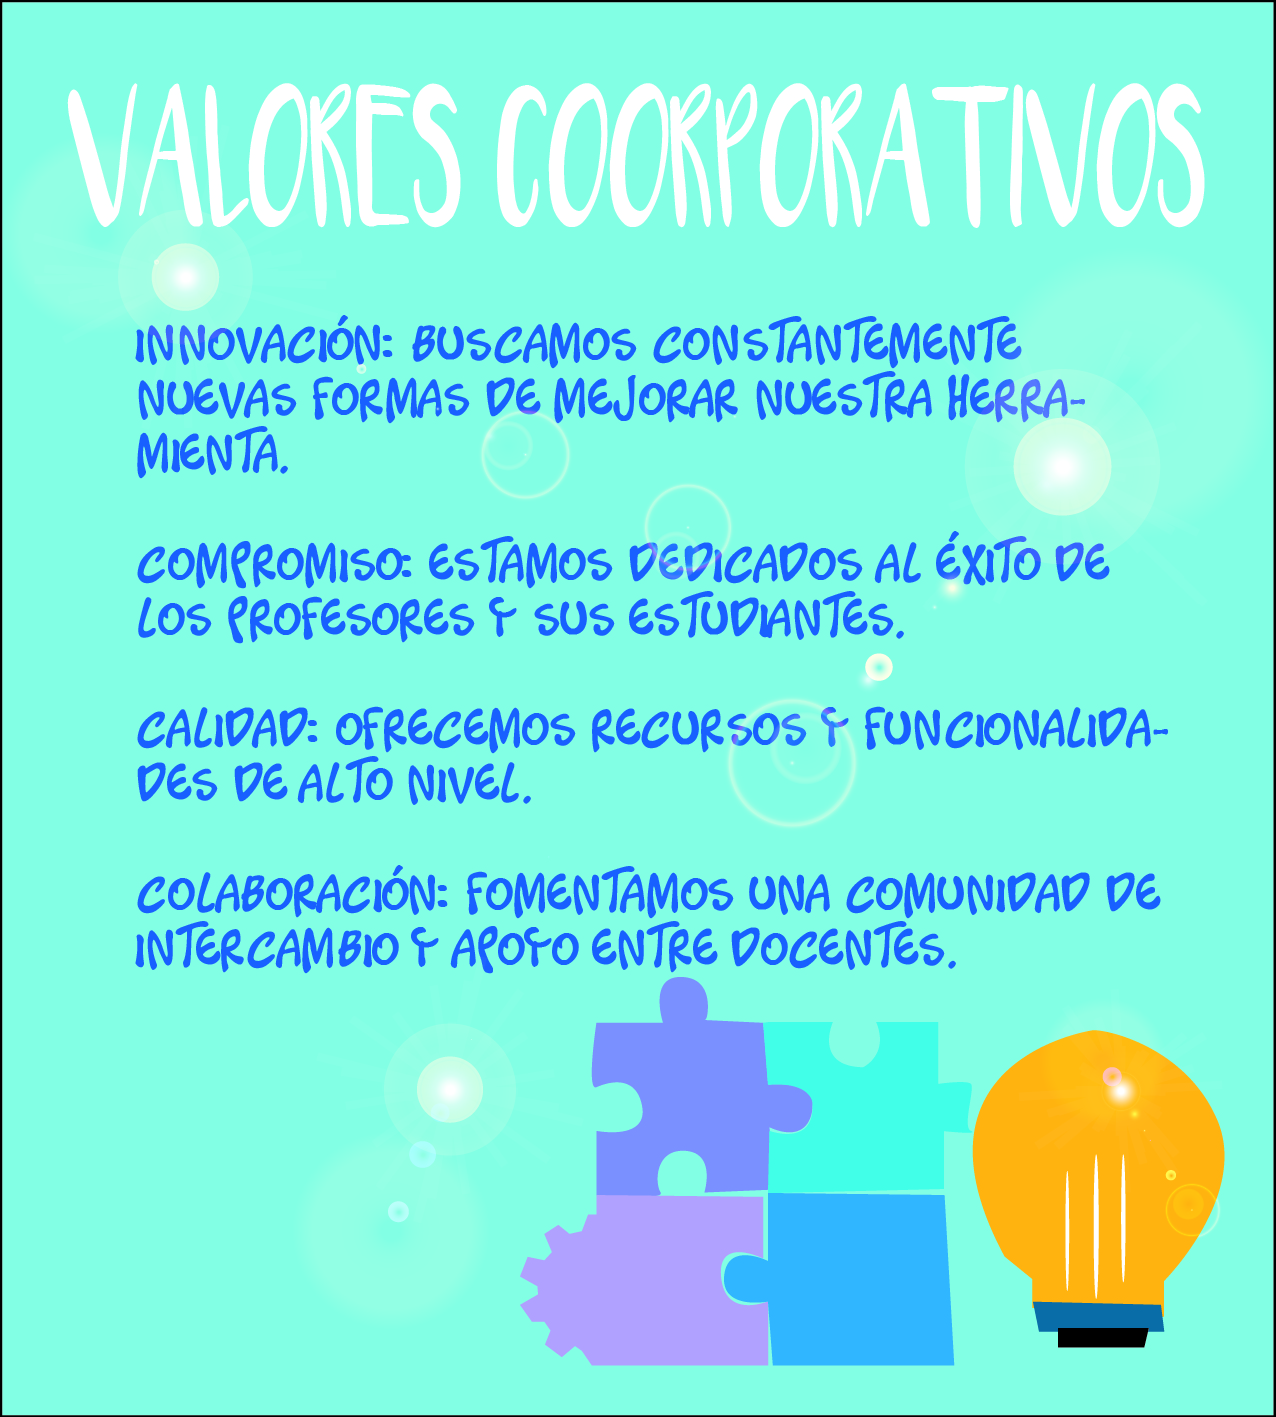 VALORES COORPORATIVOS
INNOVACIÓN: BUSCAMOS CONSTANTEMENTE
NUEVAS FORMAS DE MEJORAR NUESTRA HERRA-
MIENTA.
COMPROMISO: ESTAMOS DEDICADOS AL ÉXITO DE
LOS PROFESORES Y SUS ESTUDIANTES.
CALIDAD: OFRECEMOS RECURSOS Y FUNCIONALIDA-
DES DE ALTO NIVEL.
COLABORACIÓN: FOMENTAMOS UNA COMUNIDAD DE
INTERCAMBIO Y APOYO ENTRE DOCENTES.